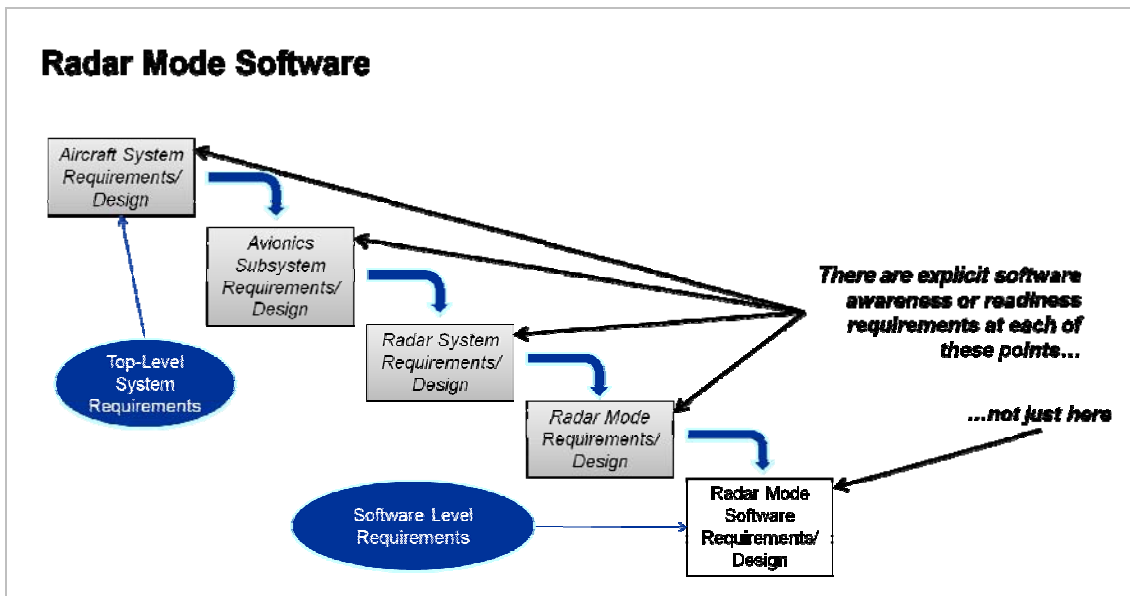 Radar Mode Software
Aircraft System
Requirements/
Design
Avionics
Subsystem
Requirements/
Design
There are explicit software
awareness or readiness
requirements at each of
these points...
Radar System
Requirements/
Design
Top-Level
System
Requirements
Radar Mode
Requirements/
Design
...not just here
Radar Mode
Software
Requirements/
Design
Software Level
Requirements